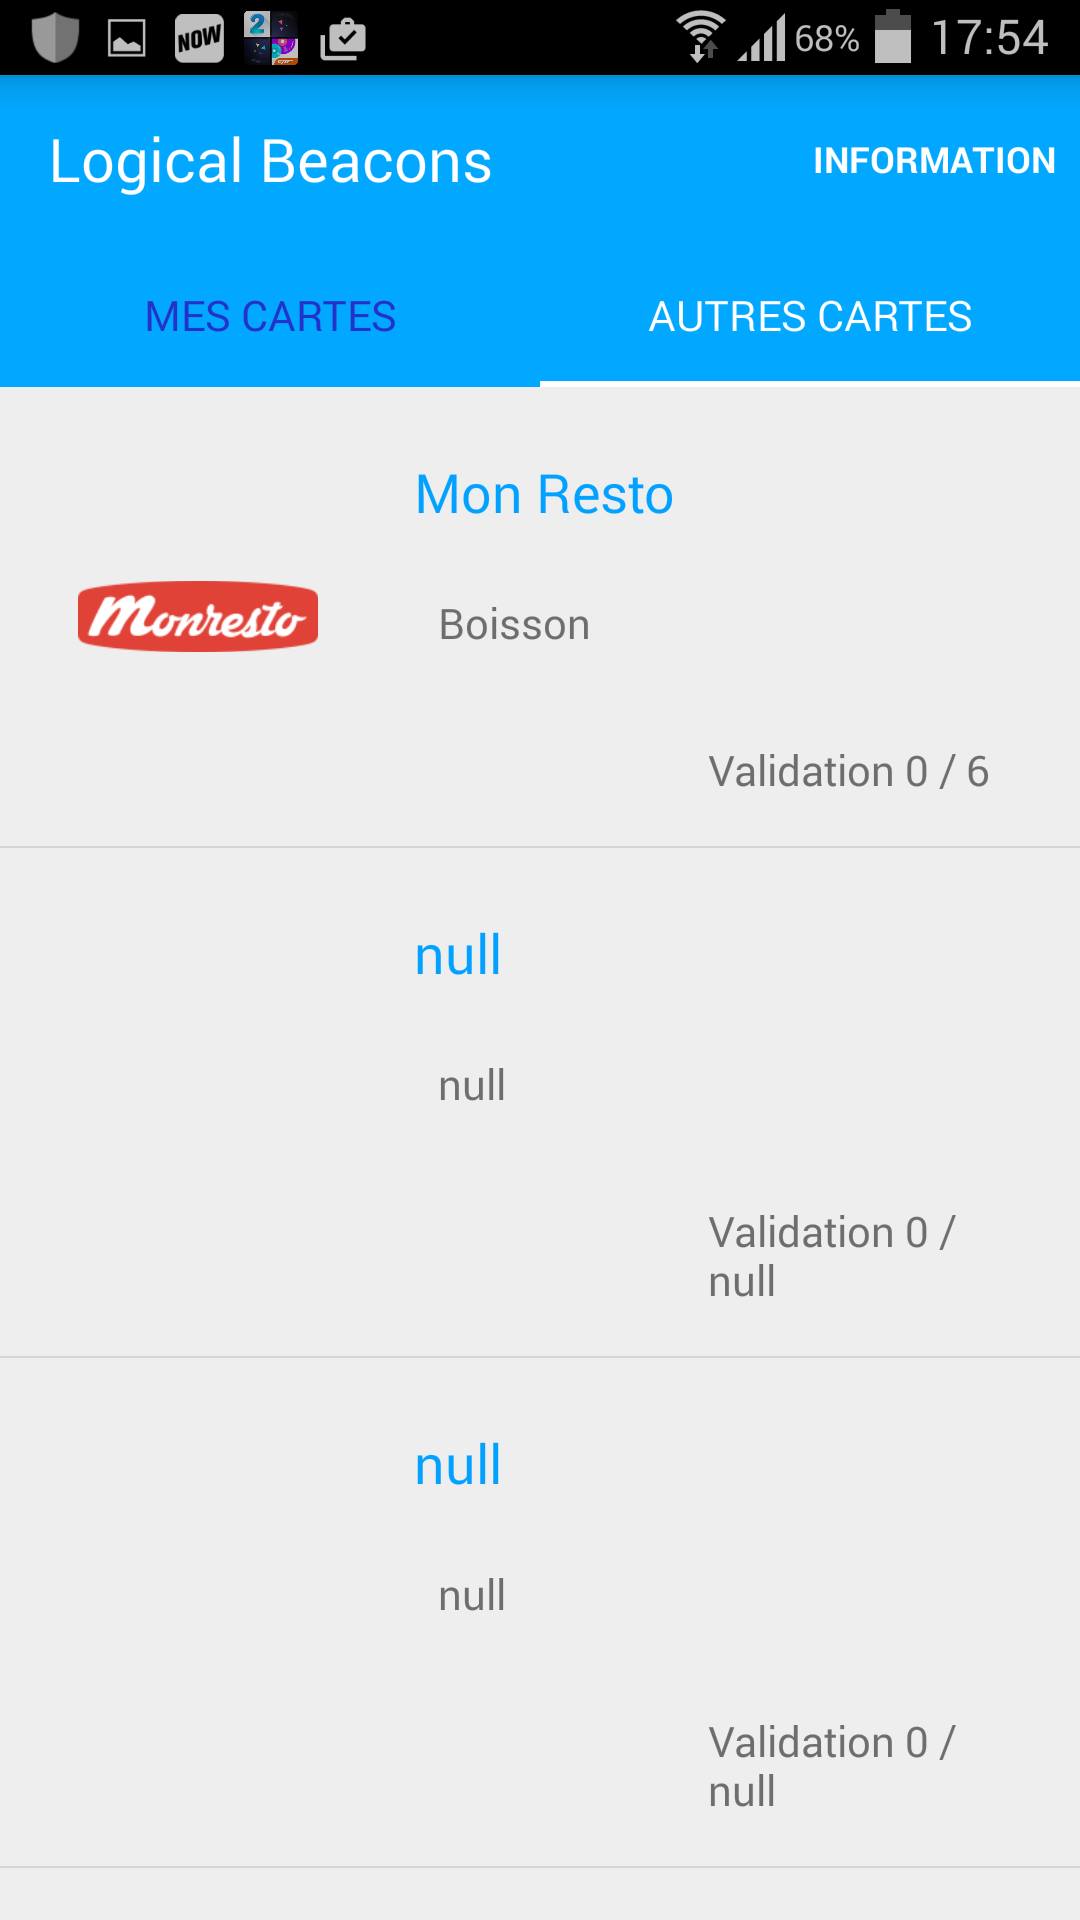 NOW 2 68% 17:54
Logical Beacons INFORMATION
MES CARTES AUTRES CARTES
Mon Resto
Monresto
Boisson
Validation 0 / 6
null
null
Validation 0 /
null
null
null
Validation 0 /
null